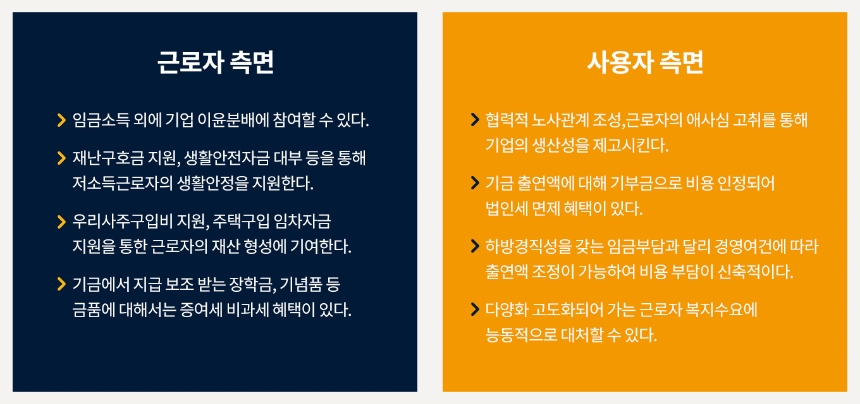 근로자 측면
임금소득 외에 기업 이윤분배에 참여할 수 있다.
재난구호금 지원, 생활안전자금 대부 등을 통해
저소득근로자의 생활안정을 지원한다.
우리사주구입비 지원, 주택구입 임차자금
지원을 통한 근로자의 재산 형성에 기여한다.
기금에서 지급 보조 받는 장학금, 기념품 등
금품에 대해서는 증여세 비과세 혜택이 있다.
사용자 측면
협력적 노사관계 조성,근로자의 애사심 고취를 통해
기업의 생산성을 제고시킨다.
기금 출연액에 대해 기부금으로 비용 인정되어
법인세 면제 혜택이 있다.
하방경직성을 갖는 임금부담과 달리 경영여건에 따라
출연액 조정이 가능하여 비용 부담이 신축적이다.
다양화 고도화되어 가는 근로자 복지수요에
능동적으로 대처할 수 있다.